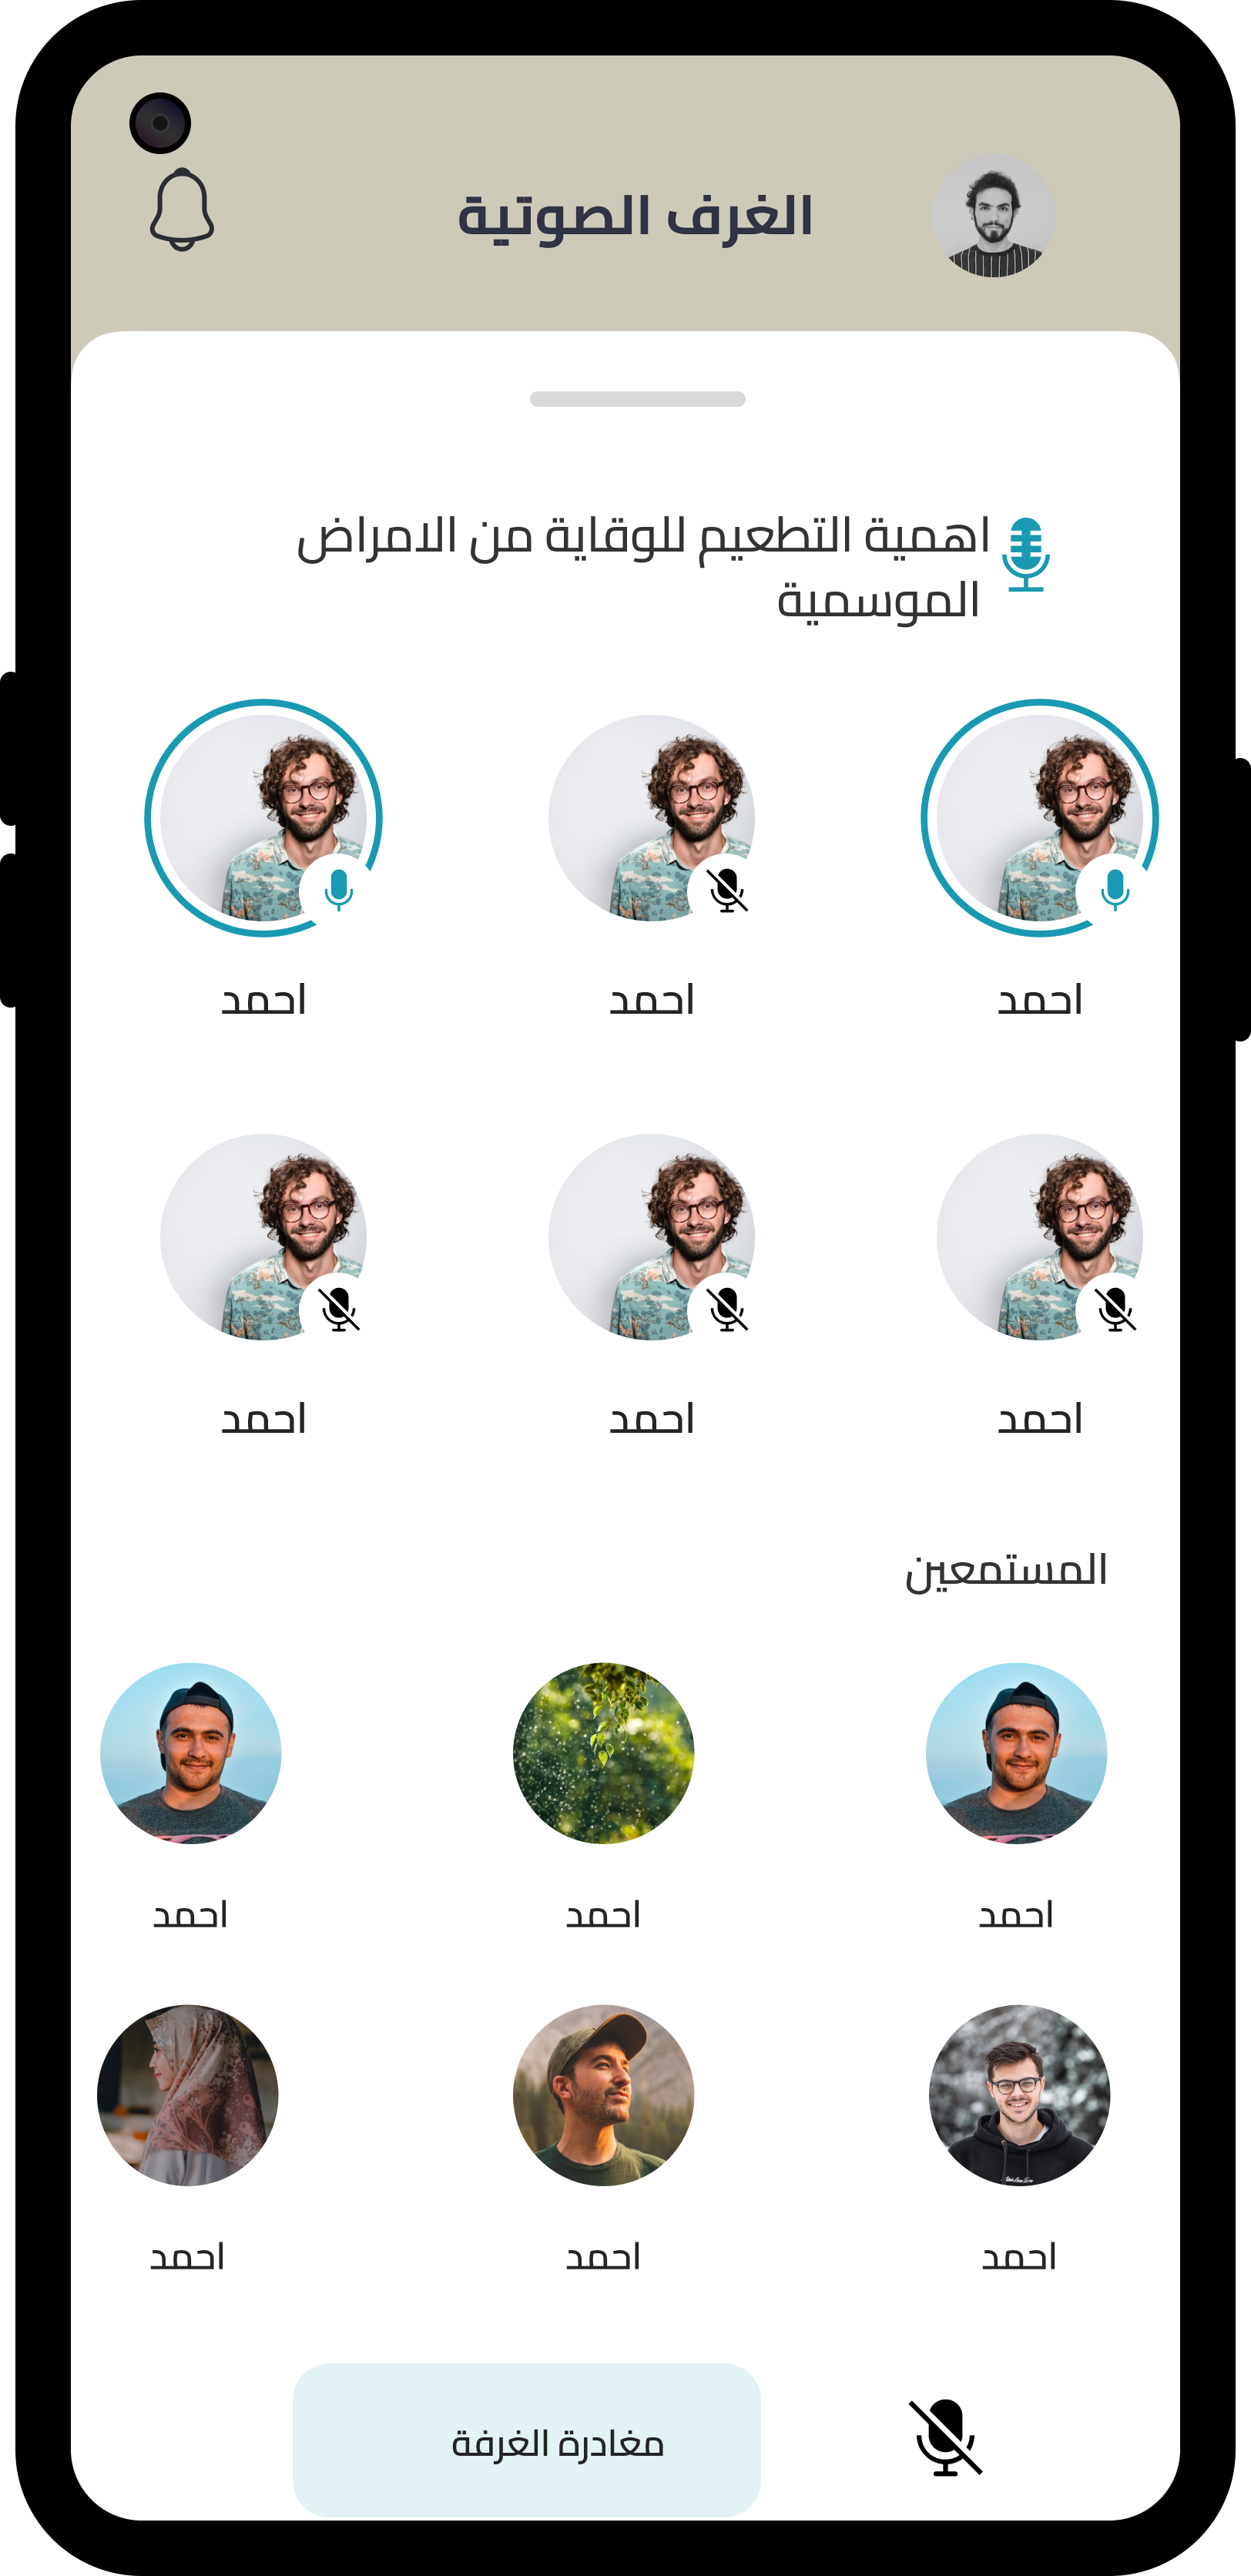 الغرف الصوتية
اهمية التطعيم للوقاية من الامراض
الموسمية
احمد
احمد
احمد
احمد
احمد
احمد
المستمعين
احمد
احمد
احمد
احمد
احمد
احمد
مغادرة الغرفة